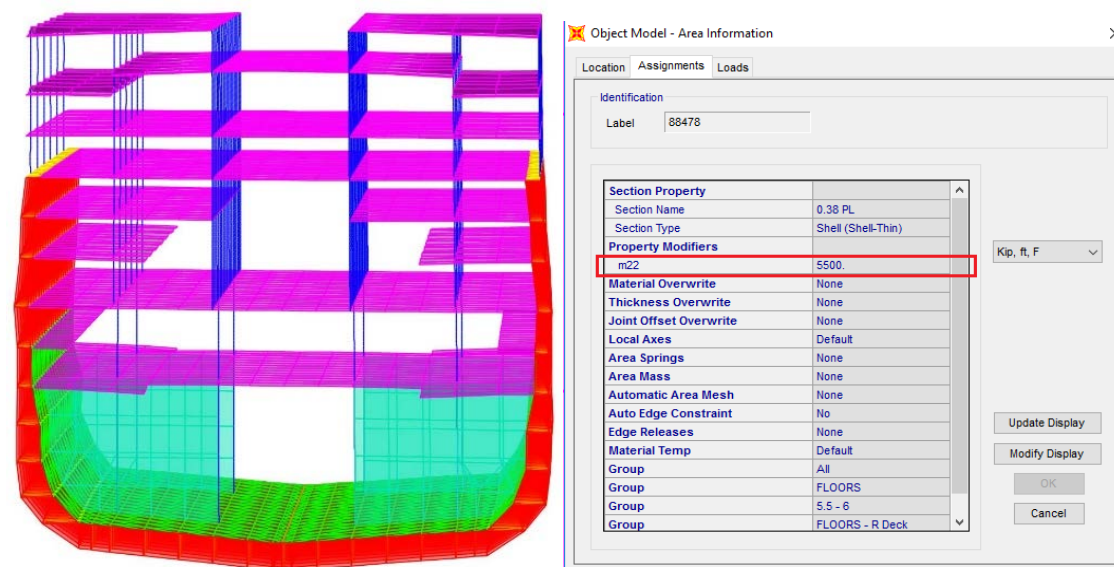 Object Model - Area Information
Location Assignments Loads
Identification
Label 88478
Section Property
Section Name 0.38 PL
Section Type Shell (Shell-Thin)
Property Modifiers
m22 5500.
Material Overwrite None
Thickness Overwrite None
Joint Offset Overwrite None
Local Axes Default
Area Springs None
Area Mass None
Automatic Area Mesh None
Auto Edge Constraint No
Edge Releases None
Material Temp Default
Group All
Group FLOORS
Group 5.5 - 6
Group FLOORS - R Deck
Kip, ft, F
Update Display
Modify Display
OK
Cancel